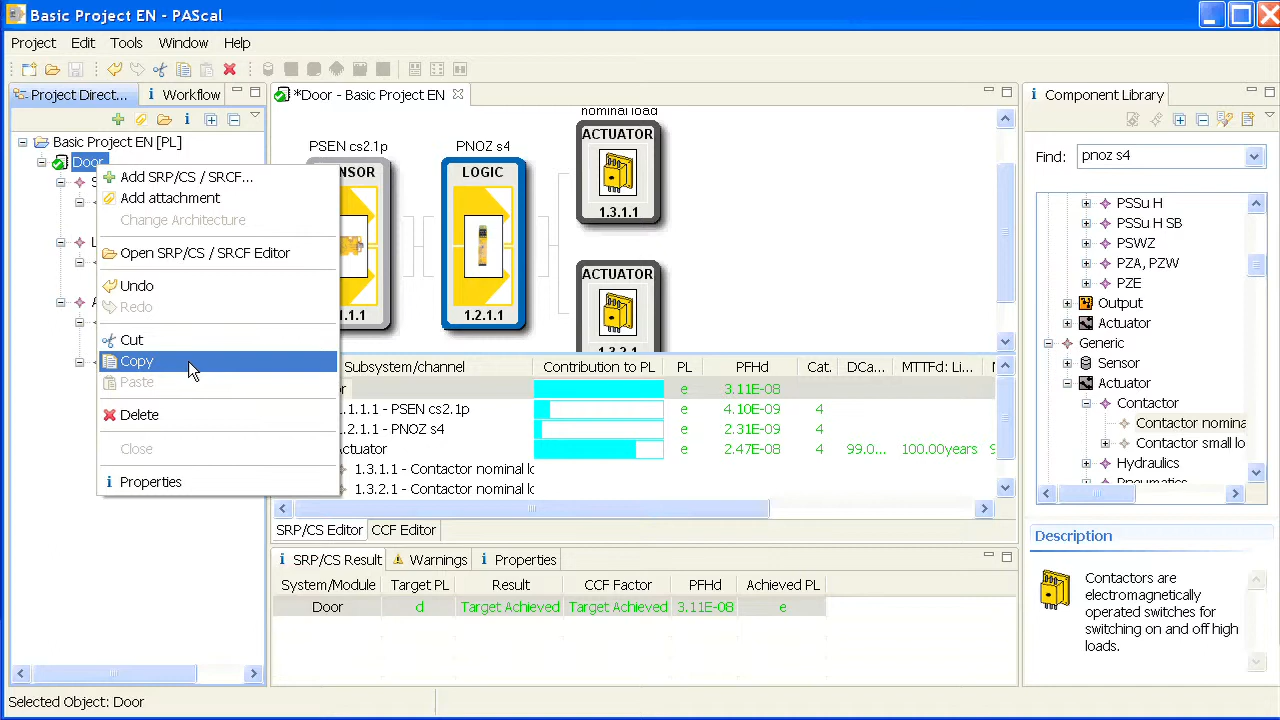 Basic Project EN - PAScal
Project Edit Tools Window Help
Project Direct... Workflow
*Door - Basic Project EN
Component Library
Basic Project EN [PL]
Door
Add SRP/CS / SRCF...
Add attachment
Change Architecture
Open SRP/CS / SRCF Editor
Undo
Redo
Cut
Copy
Paste
Delete
Close
Properties
nominal load
PSEN cs2.1p
PNOZ s4
LOGIC
1.2.1.1
ACTUATOR
1.3.1.1
ACTUATOR
Subsystem/channel Contribution to PL PL PFHd Cat. DCa... MTTFd: Li...
e 3.11E-08
1.1.1 - PSEN cs2.1p e 4.10E-09 4
.2.1.1 - PNOZ s4 e 2.31E-09 4
Actuator e 2.47E-08 4 99.0... 100.00years
1.3.1.1 - Contactor nominal lo
1.3.2.1 - Contactor nominal lo
SRP/CS Editor CCF Editor
SRP/CS Result Warnings Properties
System/Module Target PL Result CCF Factor PFHd Achieved PL
Door d Target Achieved Target Achieved 3.11E-08 e
Find: pnoz s4
PSSu H
PSSu H SB
PSWZ
PZA, PZW
PZE
Output
Actuator
Generic
Sensor
Actuator
Contactor
Contactor nomin
Contactor small lo
Hydraulics
Description
Contactors are
electromagnetically
operated switches for
switching on and off high
loads.
Selected Object: Door